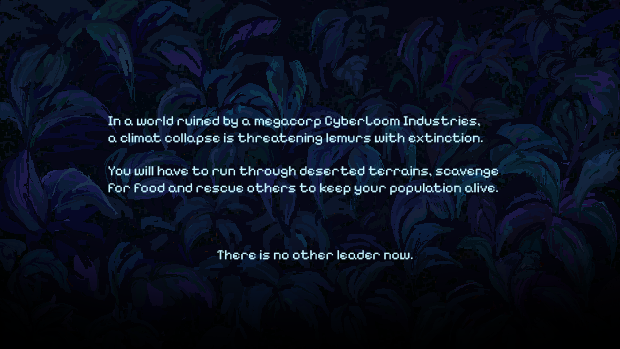 In a world ruined by a megacorp CyberLoom Industries,
a climat collapse is threatening lemurs with extinction.
You will have to run through deserted terrains, scavenge
for food and rescue others to keep your population alive.
There is no other leader now.